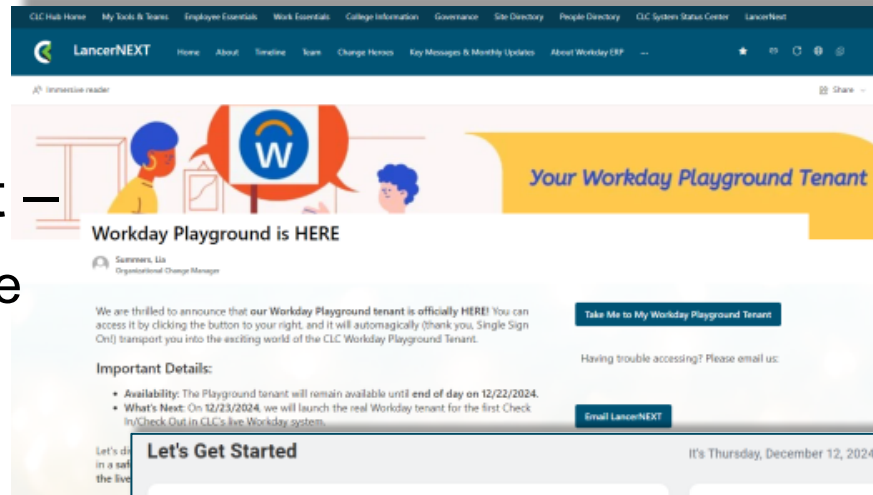 CLC Hub Home My Tools & Teams Employee Essentials Work Essentials College Information Governance Site Directory People Directory CLC System Status Center LancerNext
LancerNEXT Home About Timeline Team Change Heroes Key Messages & Monthly Updates About Workday ERP ...
Immersive reader Share
W
Your Workday Playground Tenant
t –
Workday Playground is HERE
Summers, Lia
Organizational Change Manager
e
We are thrilled to announce that our Workday Playground tenant is officially HERE! You can
access it by clicking the button to your right, and it will automagically (thank you, Single Sign
On!) transport you into the exciting world of the CLC Workday Playground Tenant.
Take Me to My Workday Playground Tenant
Having trouble accessing? Please email us:
Important Details:
• Availability: The Playground tenant will remain available until end of day on 12/22/2024.
• What's Next: On 12/23/2024, we will launch the real Workday tenant for the first Check
In/Check Out in CLC's live Workday system.
Email LancerNEXT
Let's
in a
the live
Let's Get Started
It's Thursday, December 12, 2024